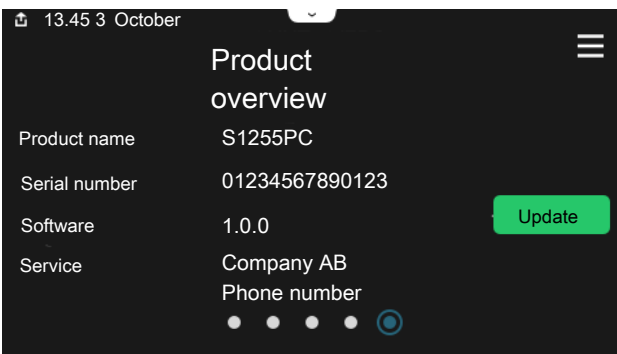 13.45 3 October
Product
overview
Product name S1255PC
Serial number 01234567890123
Software 1.0.0 Update
Service Company AB
Phone number